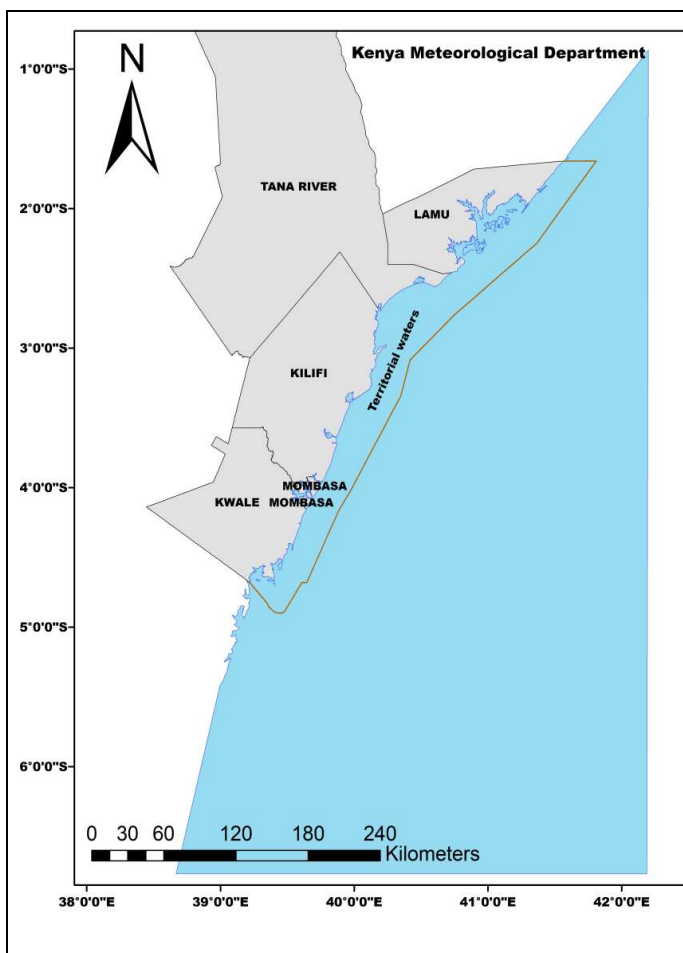 Kenya Meteorological Department
N
1°0'0"S
2°0'0"S
3°0'0"S
4°0'0"S
5°0'0"S
6°0'0"S
TANA RIVER
LAMU
Territorial waters
KILIFI
MOMBASA
KWALE MOMBASA
0 30 60 120 180 240
Kilometers
38°0'0"E 39°0'0"E 40°0'0"E 41°0'0"E 42°0'0"E